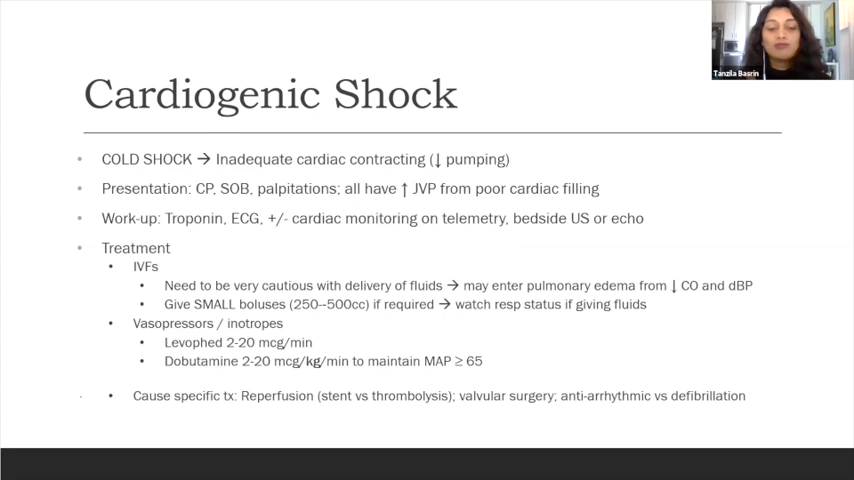 Tanzila Basrin
Cardiogenic Shock
• COLD SHOCK → Inadequate cardiac contracting (↓ pumping)
• Presentation: CP, SOB, palpitations; all have ↑ JVP from poor cardiac filling
• Work-up: Troponin, ECG, +/- cardiac monitoring on telemetry, bedside US or echo
• Treatment
• IVFs
• Need to be very cautious with delivery of fluids → may enter pulmonary edema from ↓ CO and dBP
• Give SMALL boluses (250--500cc) if required → watch resp status if giving fluids
• Vasopressors / inotropes
• Levophed 2-20 mcg/min
• Dobutamine 2-20 mcg/kg/min to maintain MAP ≥ 65
• Cause specific tx: Reperfusion (stent vs thrombolysis); valvular surgery; anti-arrhythmic vs defibrillation